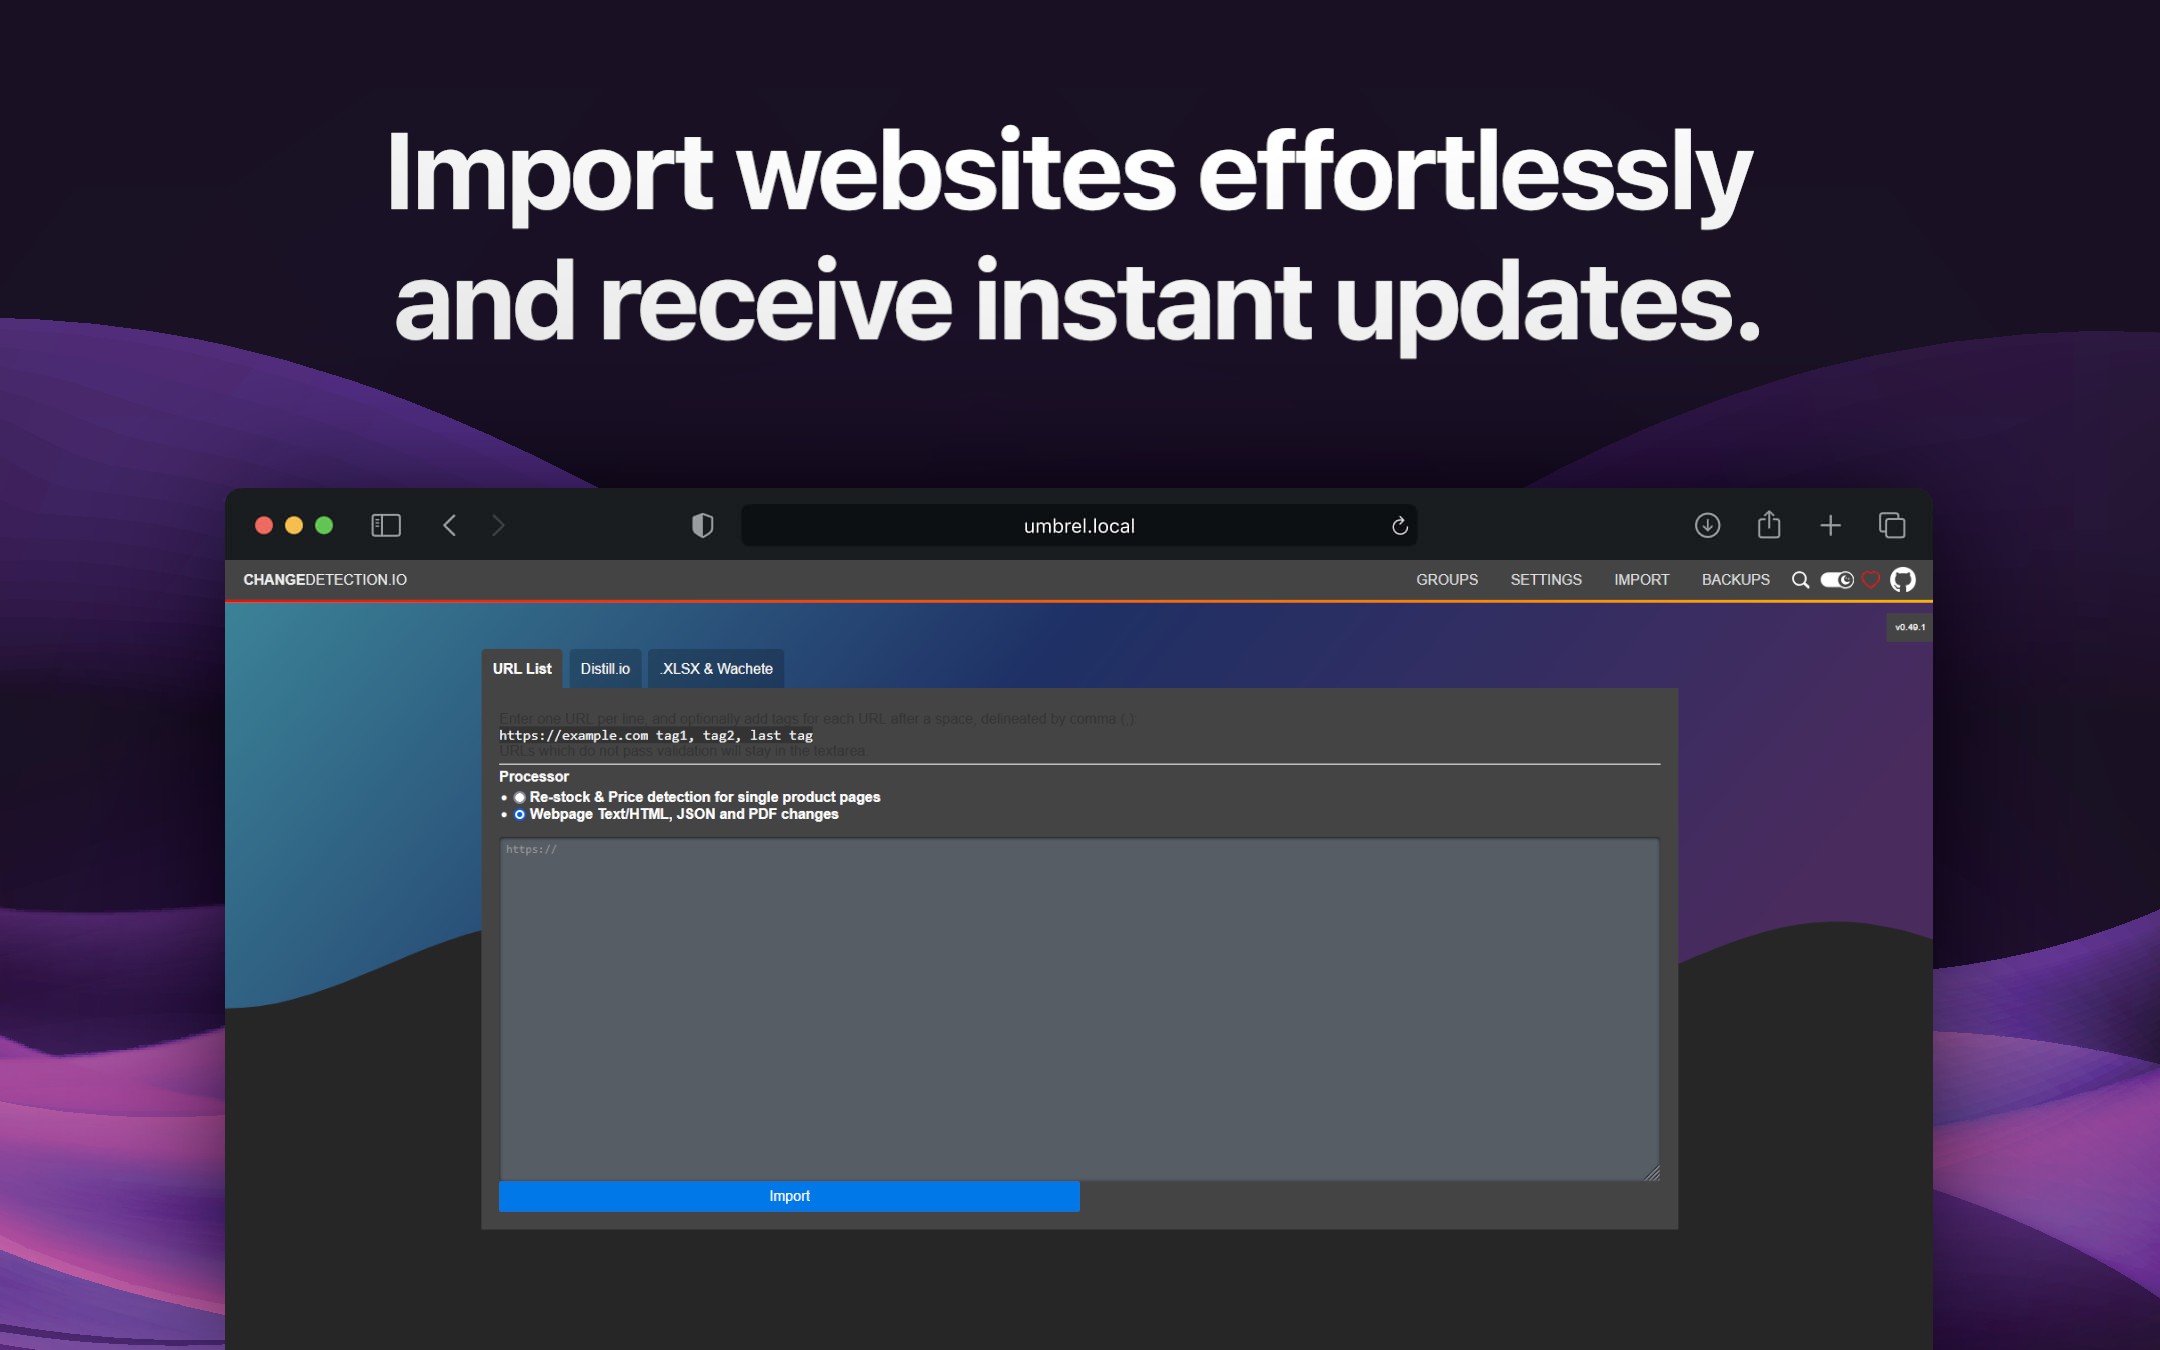 Import websites effortlessly
and receive instant updates.
umbrel.local
CHANGEDETECTION.IO GROUPS SETTINGS IMPORT BACKUPS
v0.49.1
URL List Distill.io .XLSX & Wachete
Enter one URL per line, and optionally add tags for each URL after a space, delineated by comma (,)
https://example.com tag1, tag2, last tag
URLs which do not pass validation will stay in the textarea.
Processor
Re-stock & Price detection for single product pages
Webpage Text/HTML, JSON and PDF changes
https://
Import